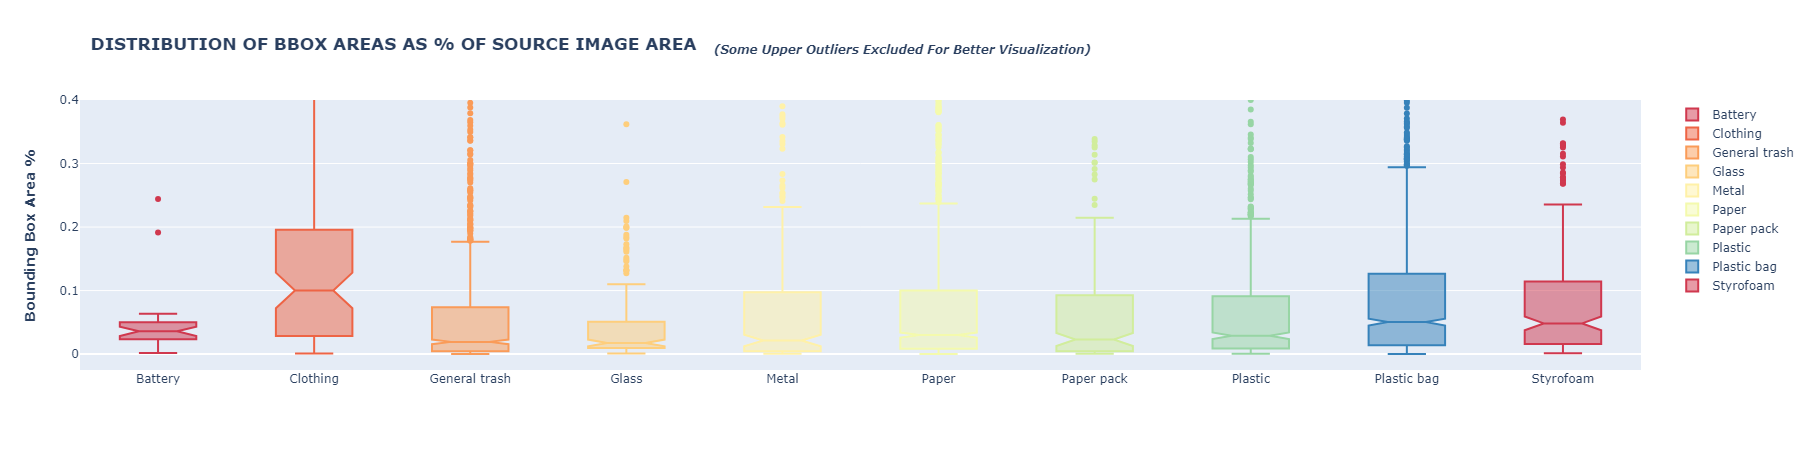 DISTRIBUTION OF BBOX AREAS AS % OF SOURCE IMAGE AREA (Some Upper Outliers Excluded For Better Visualization)
Bounding Box Area %
0.4
0.3
0.2
0.1
0
Battery Clothing General trash Glass Metal Paper Paper pack Plastic Plastic bag Styrofoam
Battery
Clothing
General trash
Glass
Metal
Paper
Paper pack
Plastic
Plastic bag
Styrofoam